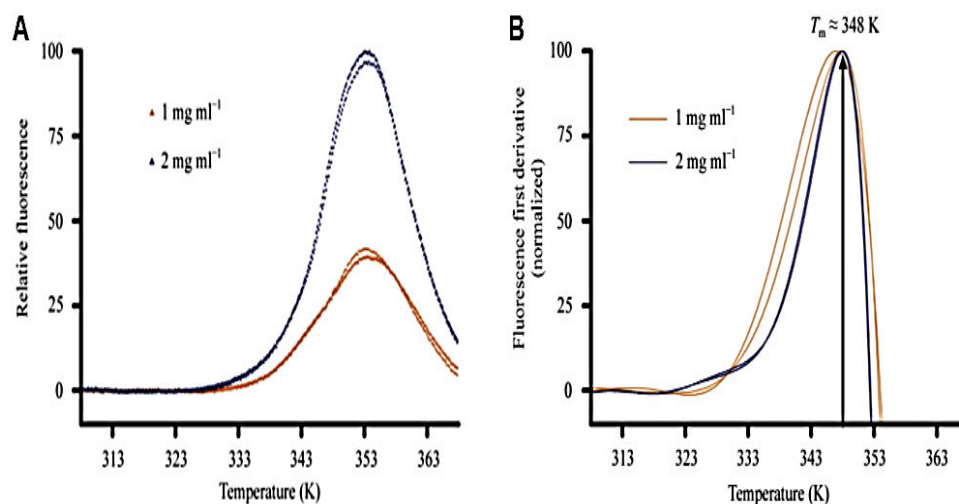 A
100
75
50
25
0
Relative fluorescence
1 mg ml⁻¹
2 mg ml⁻¹
313 323 333 343 353 363
Temperature (K)
B
Tm ≈ 348 K
100
75
50
25
0
Fluorescence first derivative
(normalized)
1 mg ml⁻¹
2 mg ml⁻¹
313 323 333 343 353 363
Temperature (K)